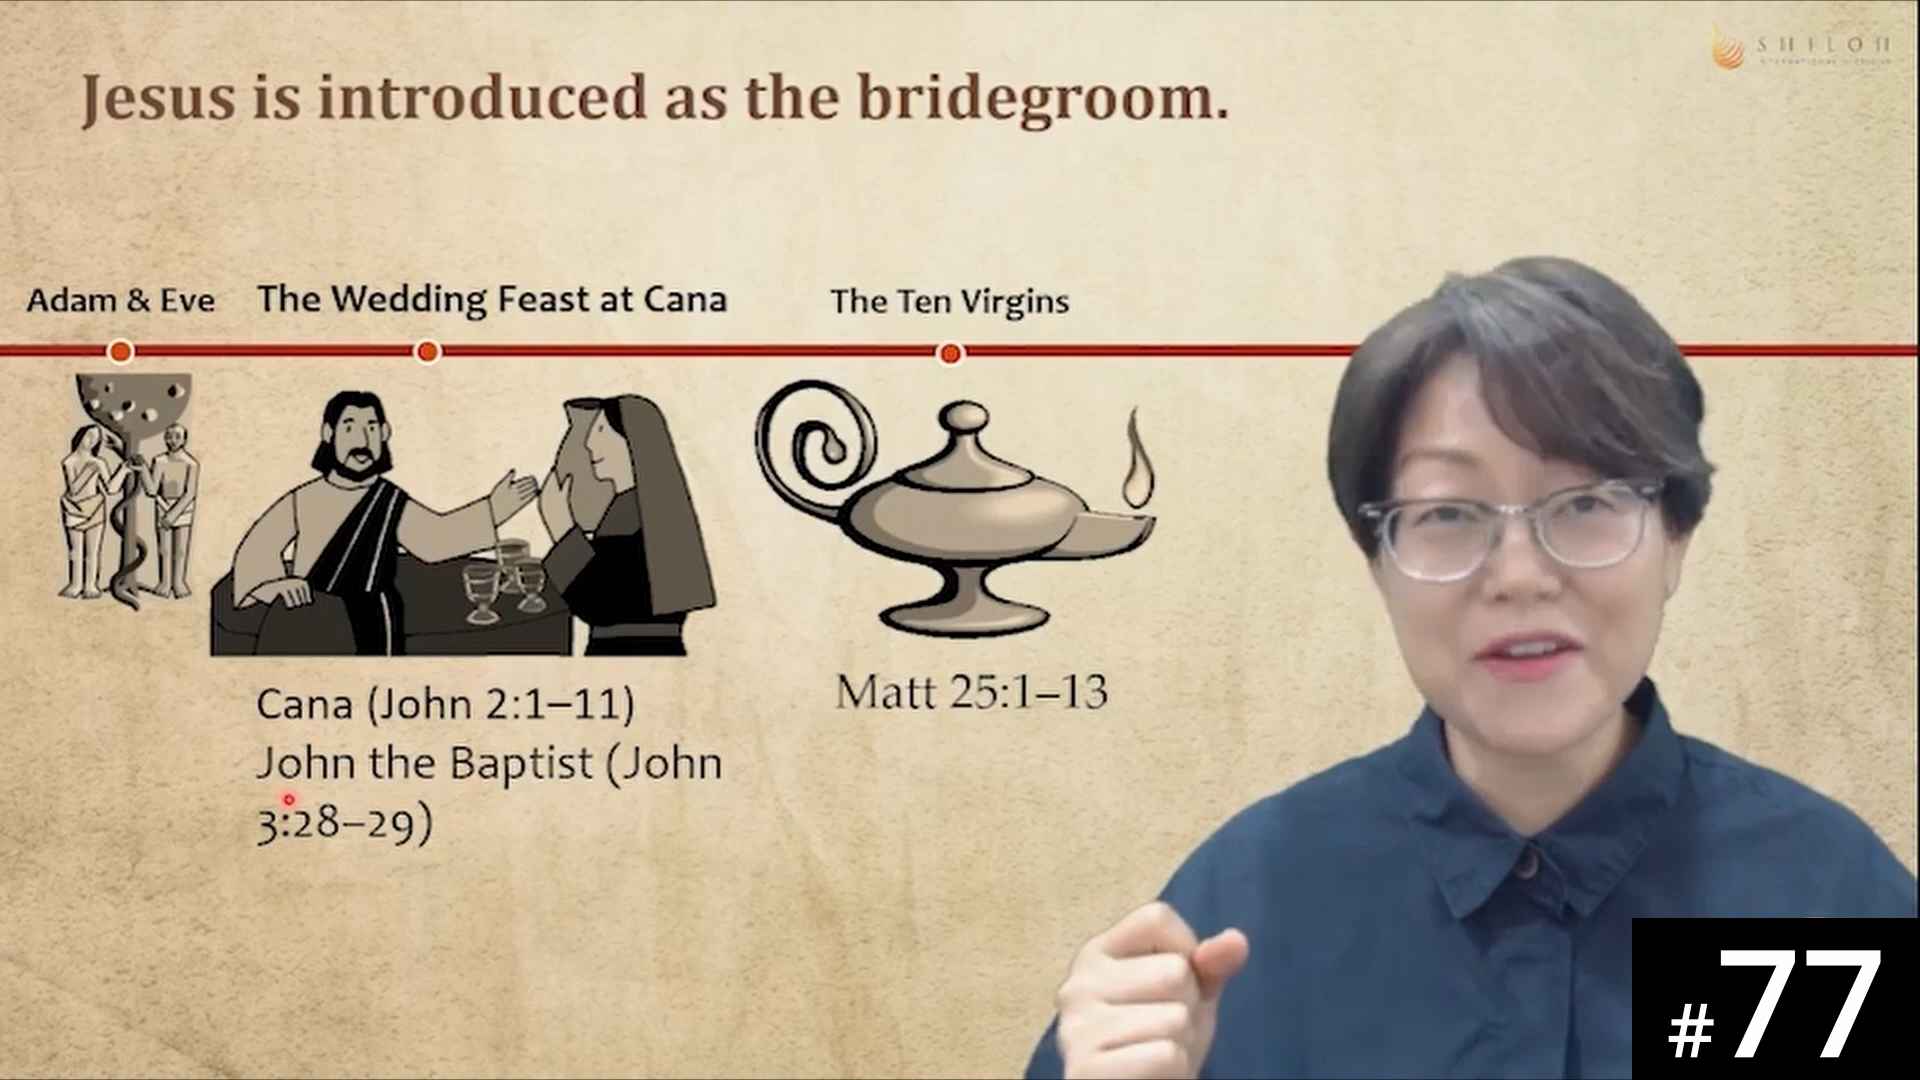 SHILOH
Jesus is introduced as the bridegroom.
Adam & Eve
The Wedding Feast at Cana
The Ten Virgins
Cana (John 2:1–11)
John the Baptist (John
3:28–29)
Matt 25:1–13
#77